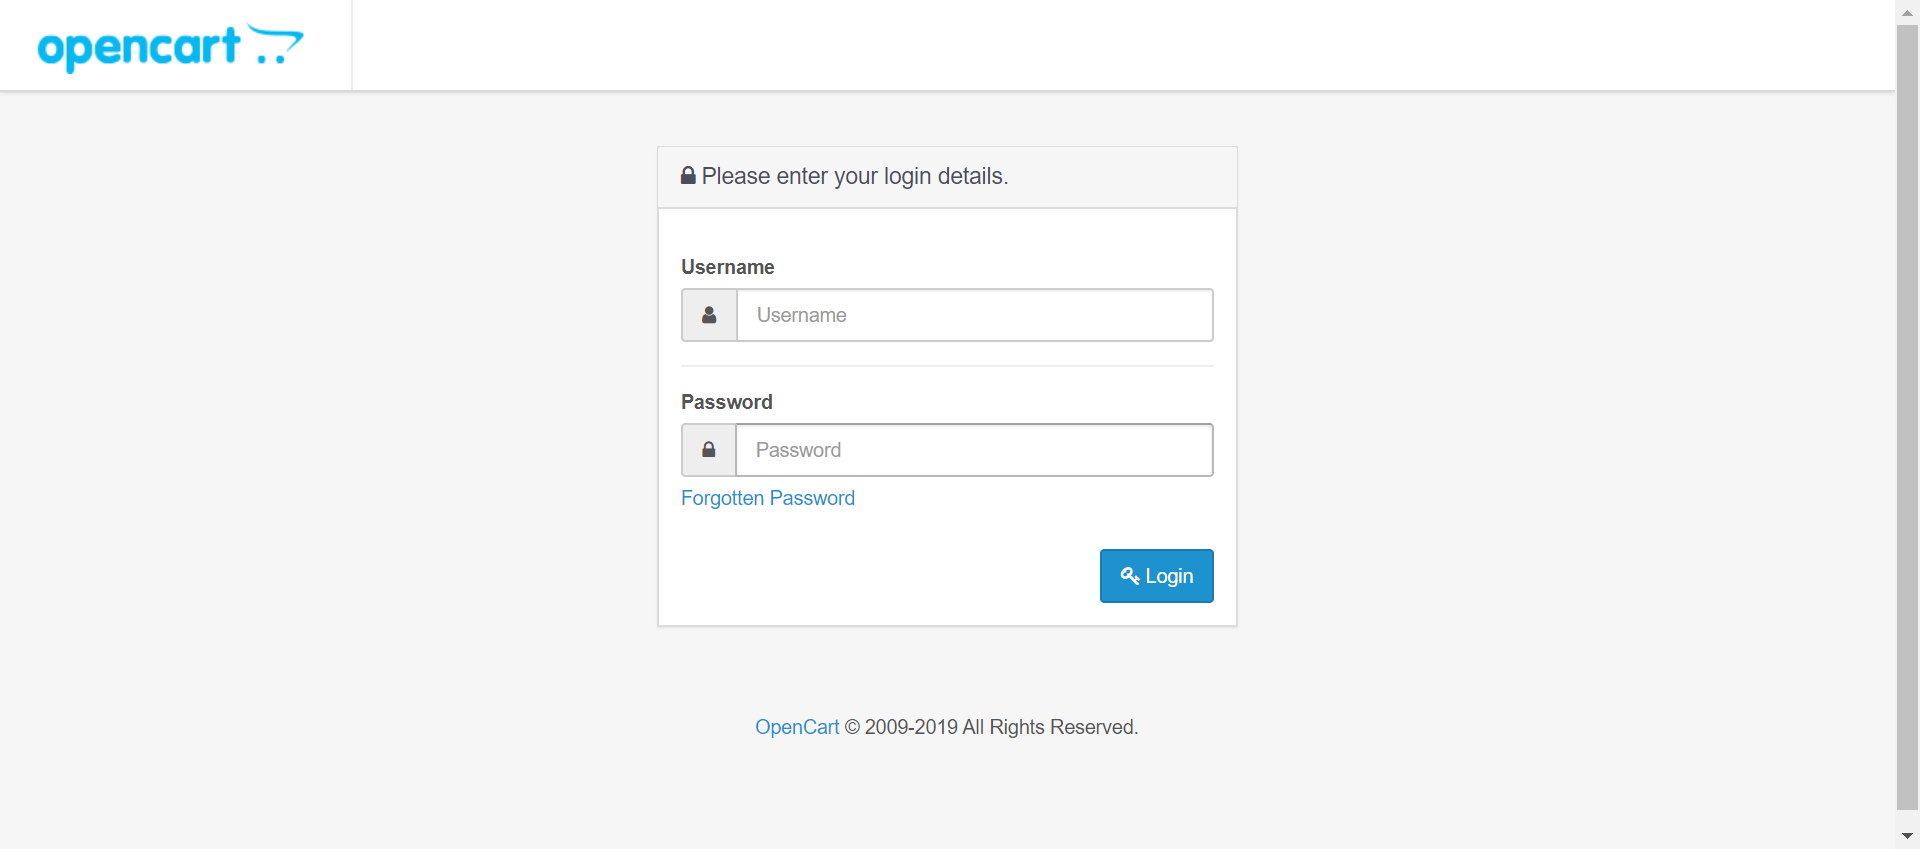 opencart
Please enter your login details.
Username
Username
Password
Password
Forgotten Password
Login
OpenCart © 2009-2019 All Rights Reserved.